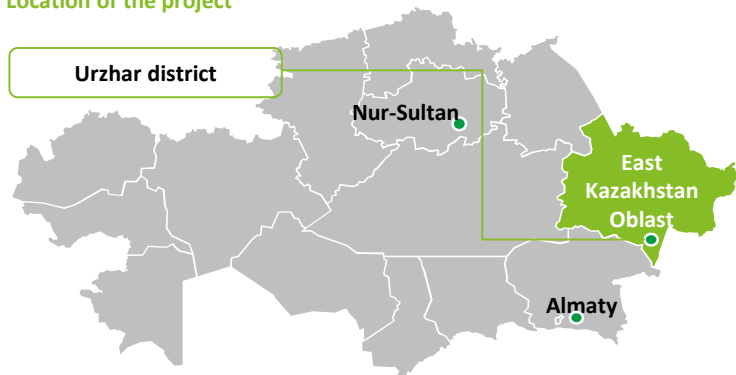 Location of the project
Urzhar district
Nur-Sultan
East
Kazakhstan
Oblast
Almaty